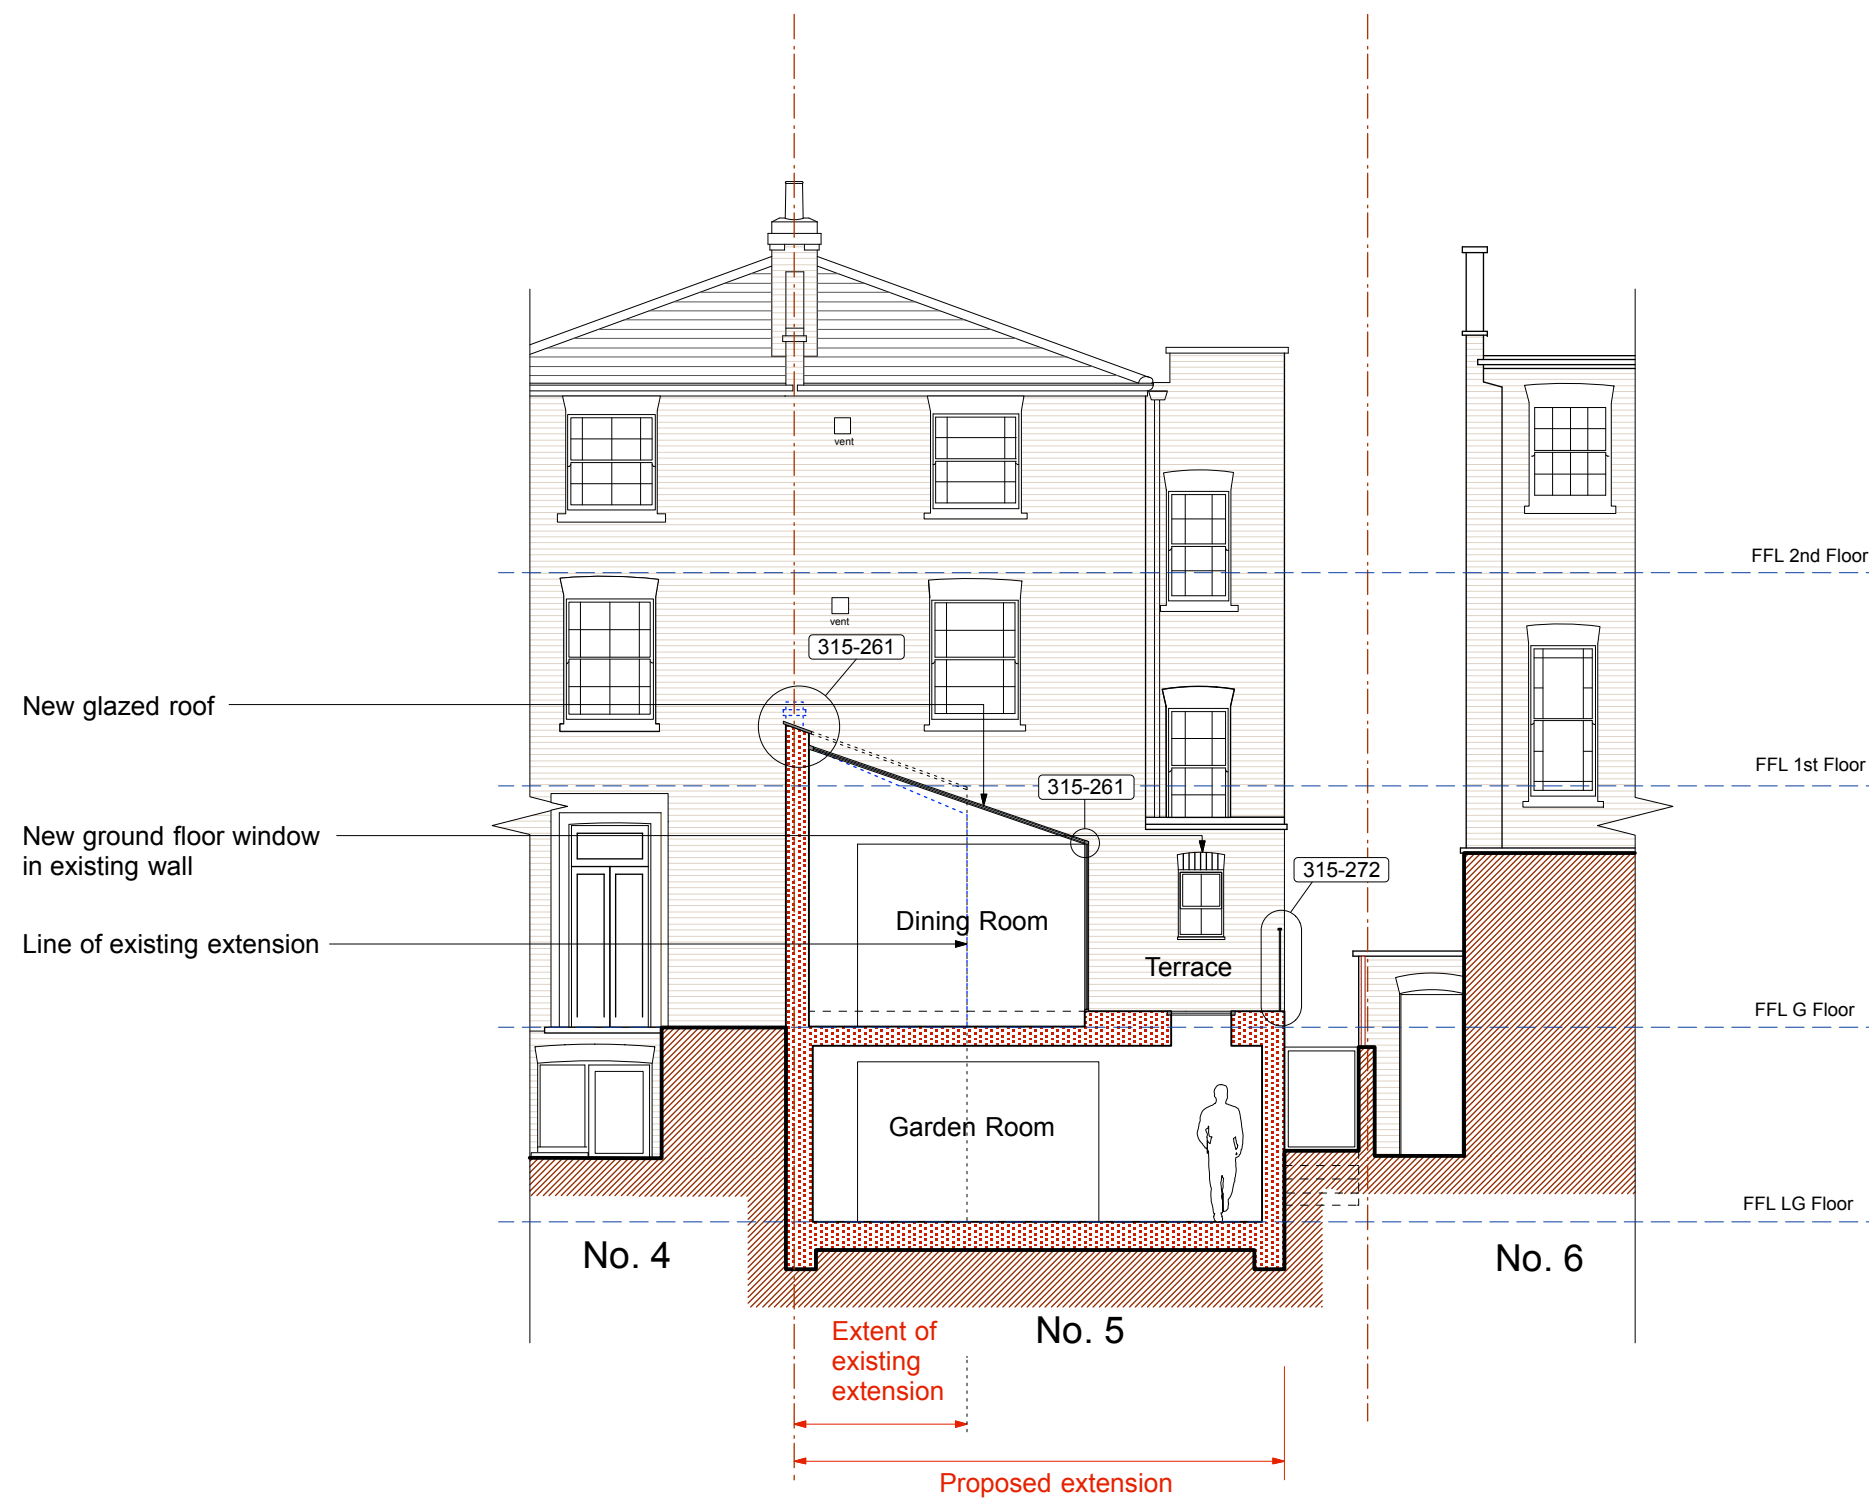 vent
FFL 2nd Floor
vent
315-261
New glazed roof
FFL 1st Floor
315-261
New ground floor window
in existing wall
315-272
Dining Room
Line of existing extension
Terrace
FFL G Floor
Garden Room
FFL LG Floor
No. 4
No. 6
No. 5
Extent of
existing
extension
Proposed extension